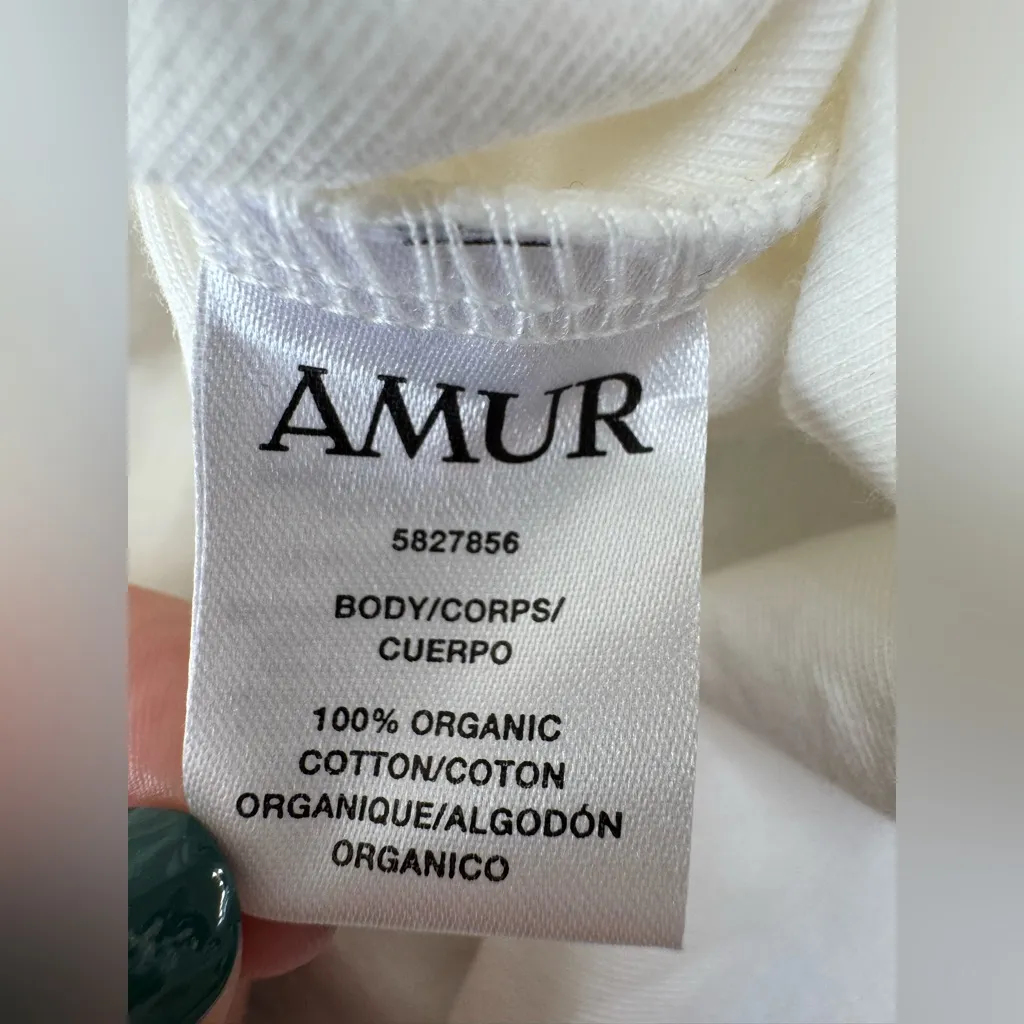 AMUR
5827856
BODY/CORPS/
CUERPO
100% ORGANIC
COTTON/COTON
ORGANIQUE/ALGODÓN
ORGANICO